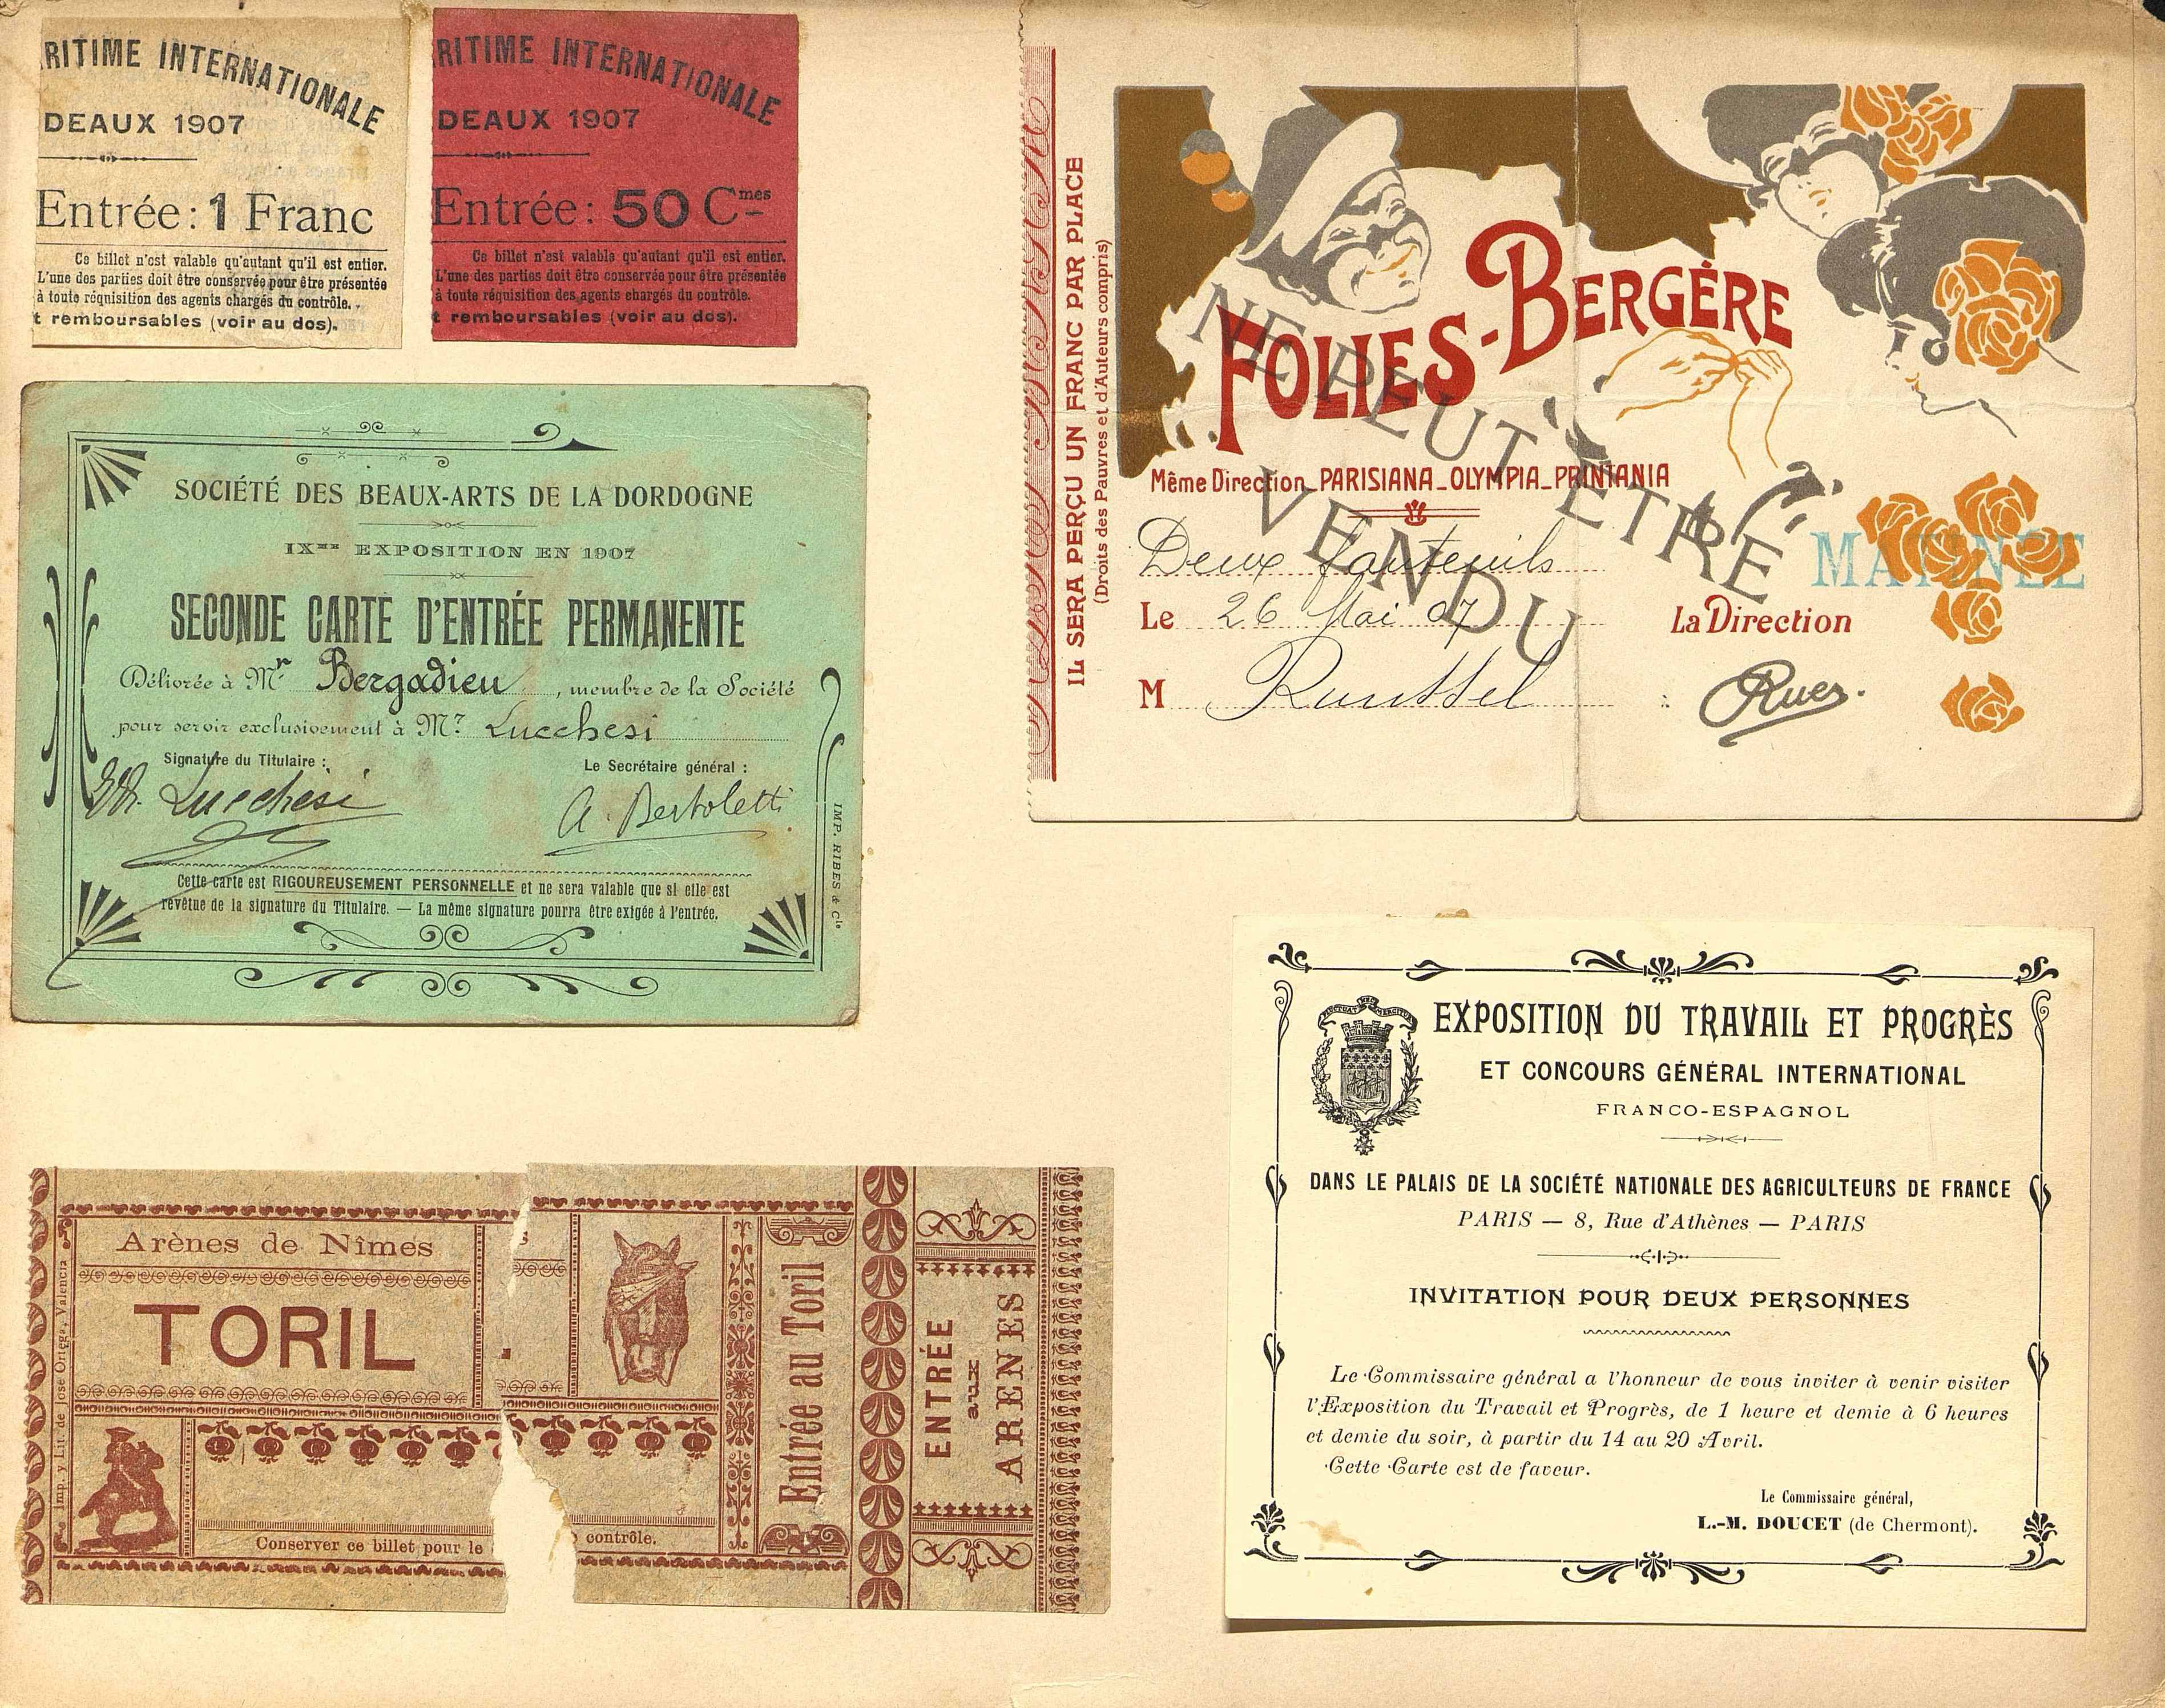 RITIME INTERNATIONALE
DEAUX 1907
Entrée : 1 Franc
Ce billet n'est valable qu'autant qu'il est entier.
L'une des parties doit être conservée pour être présentée
à toute réquisition des agents chargés du contrôle.
t remboursables (voir au dos).
RITIME INTERNATIONALE
DEAUX 1907
Entrée : 50 Cmes
Ce billet n'est valable qu'autant qu'il est entier.
L'une des parties doit être conservée pour être présentée
à toute réquisition des agents chargés du contrôle.
t remboursables (voir au dos).
IL SERA PERÇU UN FRANC PAR PLACE
(Droits des Pauvres et d'Auteurs compris)
FOLIES-BERGÈRE
NE PEUT ÊTRE
VENDU
Même Direction_PARISIANA_OLYMPIA_PRINTANIA
MATINÉE
Deux fauteuils
Le 26 Mai 07
La Direction
M
Rues.
SOCIÉTÉ DES BEAUX-ARTS DE LA DORDOGNE
IXme EXPOSITION EN 1907
SECONDE CARTE D'ENTRÉE PERMANENTE
Délivrée à Mr Bergadieu, membre de la Société
pour servir exclusivement à Mr Lucchesi
Signature du Titulaire :
Le Secrétaire général :
Lucchesi
A. Bertoletti
Cette carte est RIGOUREUSEMENT PERSONNELLE et ne sera valable que si elle est
revêtue de la signature du Titulaire. — La même signature pourra être exigée à l'entrée.
IMP. RIBES & Cie
EXPOSITION DU TRAVAIL ET PROGRÈS
ET CONCOURS GÉNÉRAL INTERNATIONAL
FRANCO-ESPAGNOL
DANS LE PALAIS DE LA SOCIÉTÉ NATIONALE DES AGRICULTEURS DE FRANCE
PARIS — 8, Rue d'Athènes — PARIS
INVITATION POUR DEUX PERSONNES
Le Commissaire général a l'honneur de vous inviter à venir visiter
l'Exposition du Travail et Progrès, de 1 heure et demie à 6 heures
et demie du soir, à partir du 14 au 20 Avril.
Cette Carte est de faveur.
Le Commissaire général,
L.-M. DOUCET (de Chermont).
Imp. y Lit. de José Ortega, Valencia
Arènes de Nîmes
s
TORIL
Conserver ce billet pour le contrôle.
Entrée au Toril
ENTRÉE
aux
ARENES